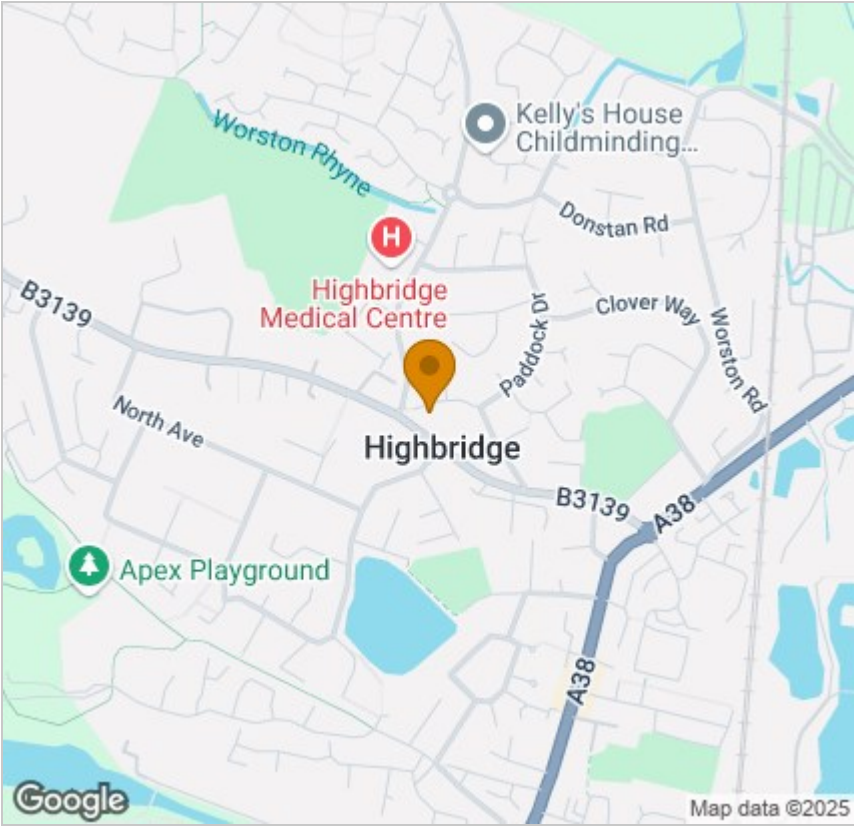 Worston Rhyne
Kelly's House
Childminding...
Donstan Rd
H
Highbridge
Medical Centre
B3139
Clover Way
Paddock Dr
Worston Rd
North Ave
Highbridge
B3139
A38
Apex Playground
A38
Google
Map data ©2025